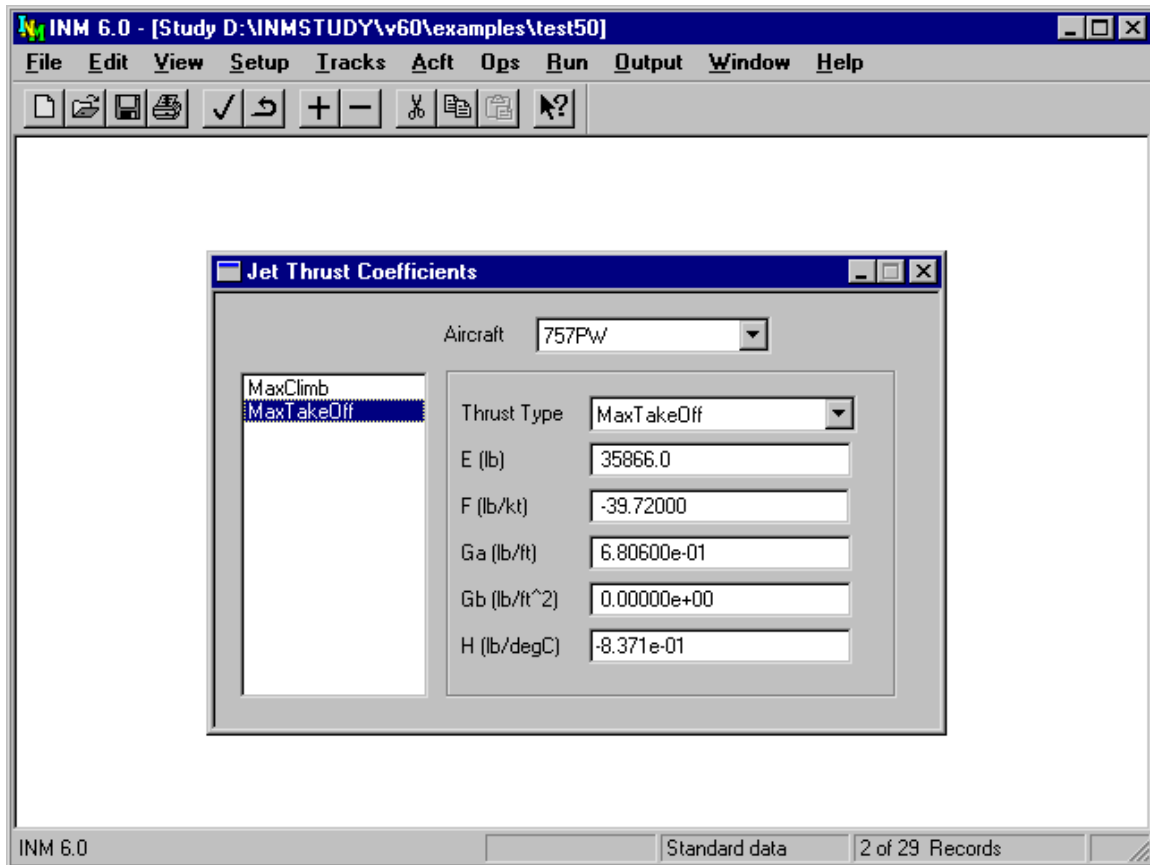 INM 6.0 - [Study D:\INMSTUDY\v60\examples\test50]
File Edit View Setup Tracks Acft Ops Run Output Window Help
Jet Thrust Coefficients
Aircraft 757PW
MaxClimb
MaxTakeOff
Thrust Type MaxTakeOff
E (lb) 35866.0
F (lb/kt) -39.72000
Ga (lb/ft) 6.80600e-01
Gb (lb/ft^2) 0.00000e+00
H (lb/degC) -8.371e-01
INM 6.0 Standard data 2 of 29 Records